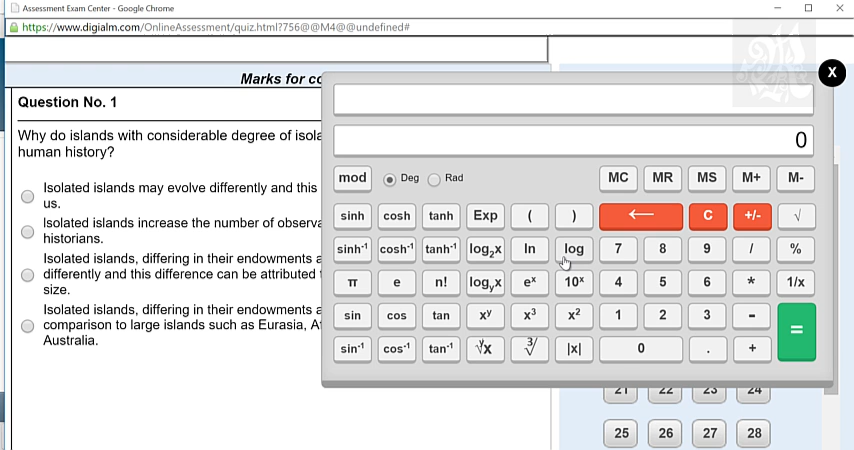 Assessment Exam Center - Google Chrome
https://www.digialm.com/OnlineAssessment/quiz.html?756@@M4@@undefined#
Marks for co
X
Question No. 1
Why do islands with considerable degree of isola
human history?
Isolated islands may evolve differently and this
us.
Isolated islands increase the number of observa
historians.
Isolated islands, differing in their endowments a
differently and this difference can be attributed
size.
Isolated islands, differing in their endowments a
comparison to large islands such as Eurasia, Af
Australia.
0
mod Deg Rad MC MR MS M+ M-
sinh cosh tanh Exp ( ) ← C +/- √
sinh⁻¹ cosh⁻¹ tanh⁻¹ log₂x ln log 7 8 9 / %
π e n! logᵧx eˣ 10ˣ 4 5 6 * 1/x
sin cos tan xʸ x³ x² 1 2 3 - =
sin⁻¹ cos⁻¹ tan⁻¹ ʸ√x ³√ |x| 0 . +
21 22 23 24
25 26 27 28